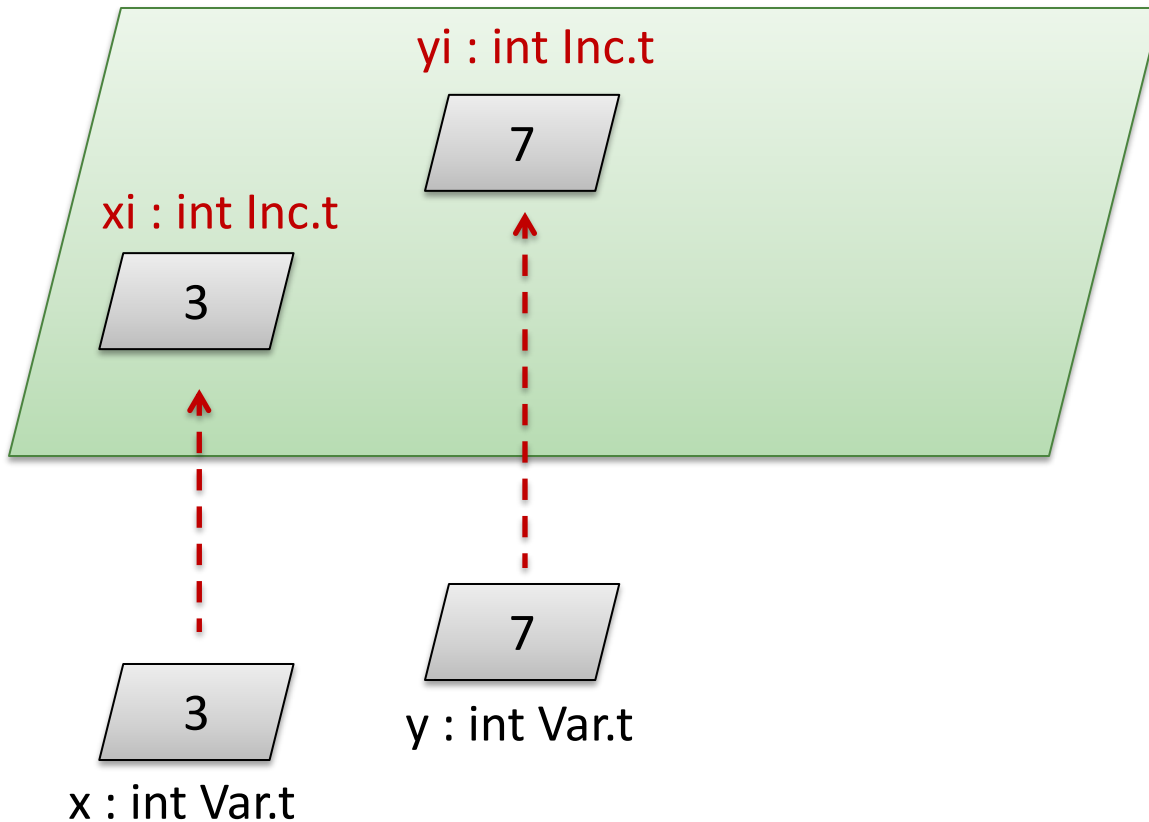 yi : int Inc.t
7
xi : int Inc.t
3
7
y : int Var.t
3
x : int Var.t